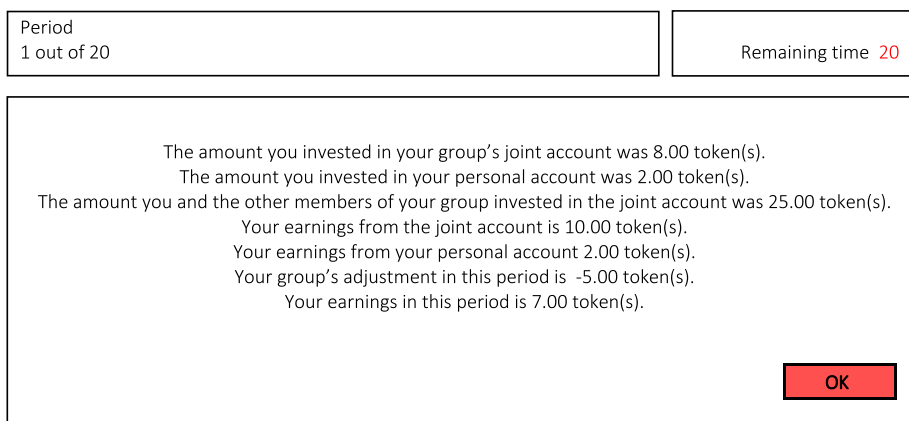 Period
1 out of 20
Remaining time 20
The amount you invested in your group's joint account was 8.00 token(s).
The amount you invested in your personal account was 2.00 token(s).
The amount you and the other members of your group invested in the joint account was 25.00 token(s).
Your earnings from the joint account is 10.00 token(s).
Your earnings from your personal account 2.00 token(s).
Your group's adjustment in this period is -5.00 token(s).
Your earnings in this period is 7.00 token(s).
OK